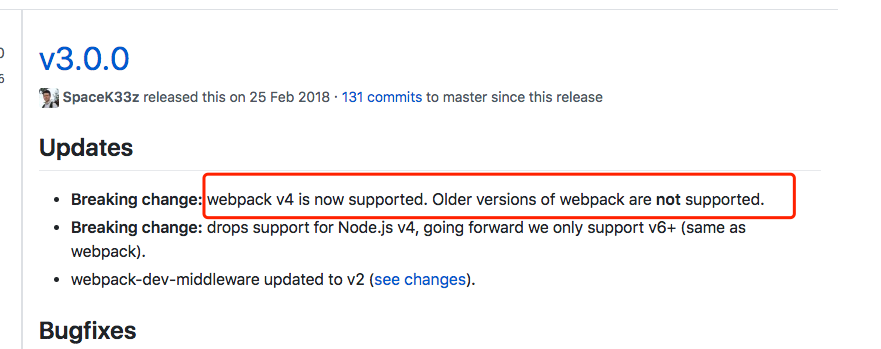 v3.0.0
SpaceK33z released this on 25 Feb 2018 · 131 commits to master since this release
Updates
• Breaking change: webpack v4 is now supported. Older versions of webpack are not supported.
• Breaking change: drops support for Node.js v4, going forward we only support v6+ (same as
webpack).
• webpack-dev-middleware updated to v2 (see changes).
Bugfixes